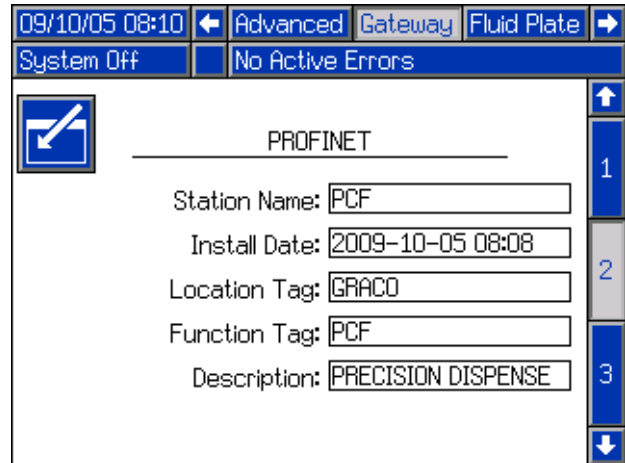 09/10/05 08:10 Advanced Gateway Fluid Plate
System Off No Active Errors
PROFINET
1
Station Name: PCF
Install Date: 2009-10-05 08:08
2
Location Tag: GRACO
Function Tag: PCF
Description: PRECISION DISPENSE
3